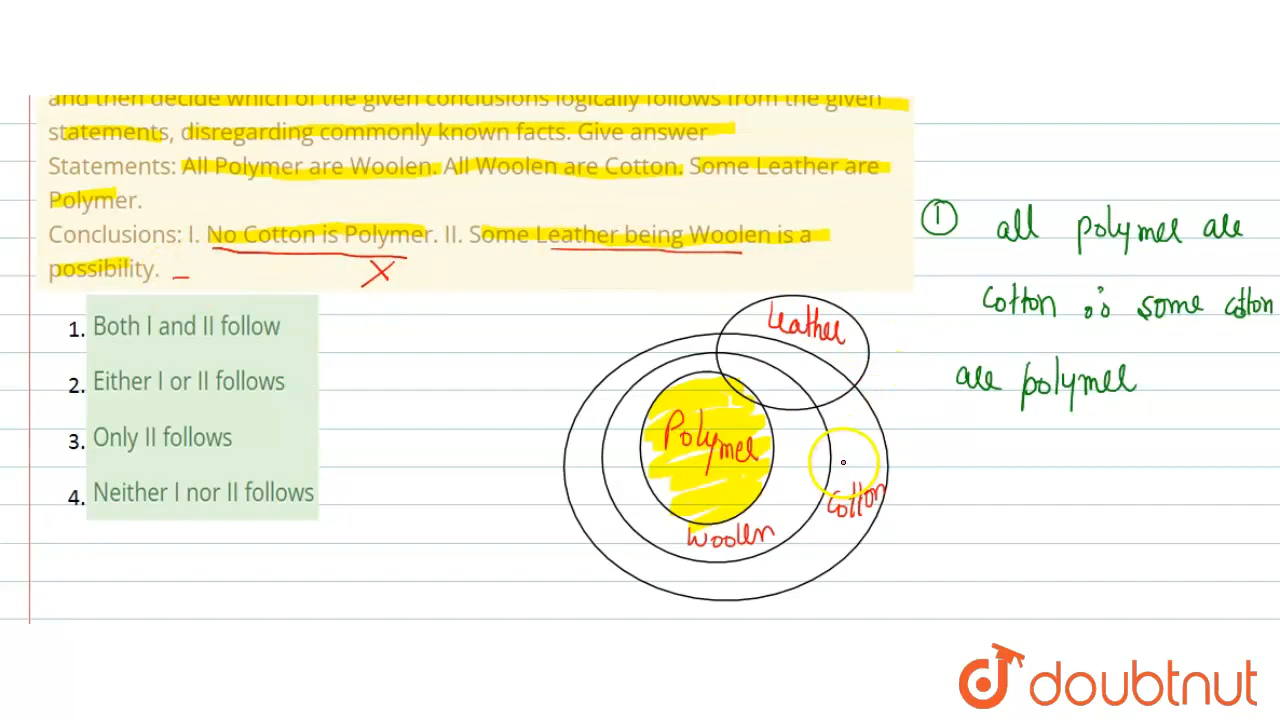 and then decide which of the given conclusions logically follows from the given
statements, disregarding commonly known facts. Give answer
Statements: All Polymer are Woolen. All Woolen are Cotton. Some Leather are
Polymer.
Conclusions: I. No Cotton is Polymer. II. Some Leather being Woolen is a
possibility.
1. Both I and II follow
2. Either I or II follows
3. Only II follows
4. Neither I nor II follows
Leather
Polymer
Woolen
Cotton
① all polymer are
Cotton ∴ some cotton
are polymer
doubtnut